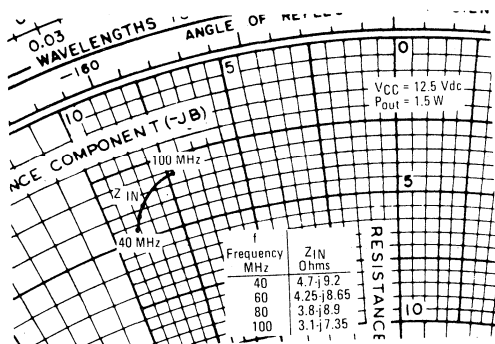 0.03
WAVELENGTHS
ANGLE OF
-160
10
5
0
VCC = 12.5 Vdc
Pout = 1.5 W
NCE COMPONENT (-JB)
100 MHz
Z IN
40 MHz
5
RESISTANCE
10
f
Frequency
MHz
ZIN
Ohms
40 4.7-j9.2
60 4.25-j8.65
80 3.8-j8.9
100 3.1-j7.35